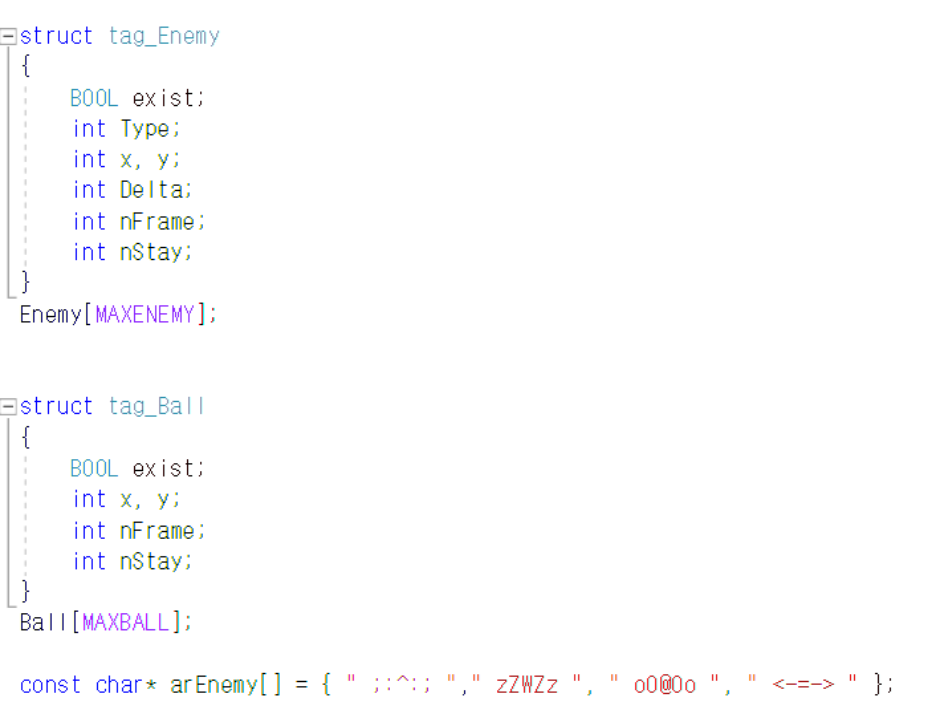 struct tag_Enemy
{
BOOL exist;
int Type;
int x, y;
int Delta;
int nFrame;
int nStay;
}
Enemy[MAXENEMY];
struct tag_Ball
{
BOOL exist;
int x, y;
int nFrame;
int nStay;
}
Ball[MAXBALL];
const char* arEnemy[] = { " ;:^:; "," zZWZz ", " oO@Oo ", " <-=-> " };